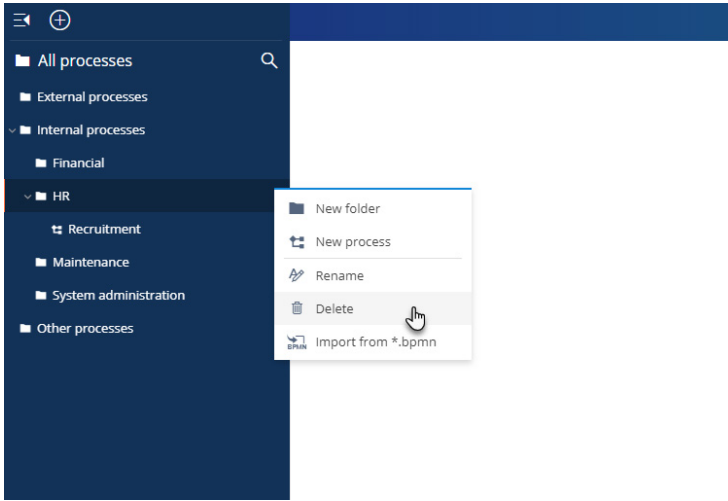 All processes
External processes
Internal processes
Financial
HR
Recruitment
Maintenance
System administration
Other processes
New folder
New process
Rename
Delete
BPMN
Import from *.bpmn